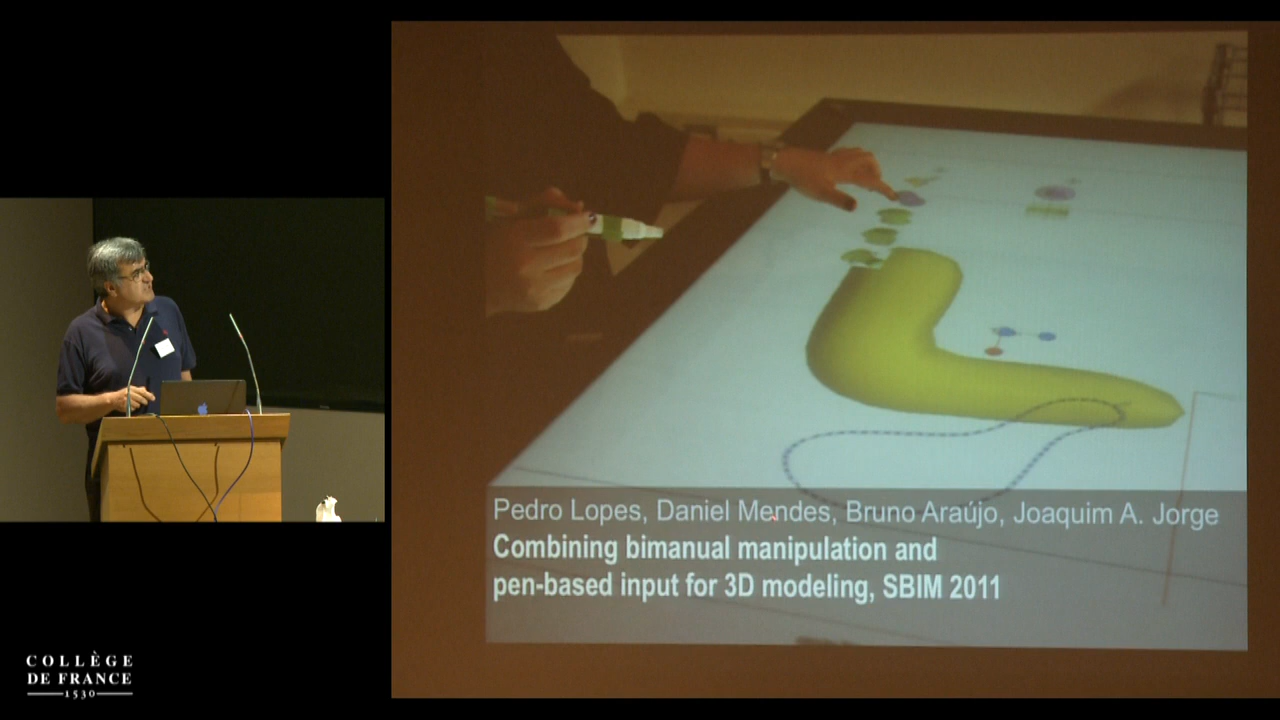 Pedro Lopes, Daniel Mendes, Bruno Araújo, Joaquim A. Jorge
Combining bimanual manipulation and
pen-based input for 3D modeling, SBIM 2011
COLLÈGE
DE FRANCE
1530